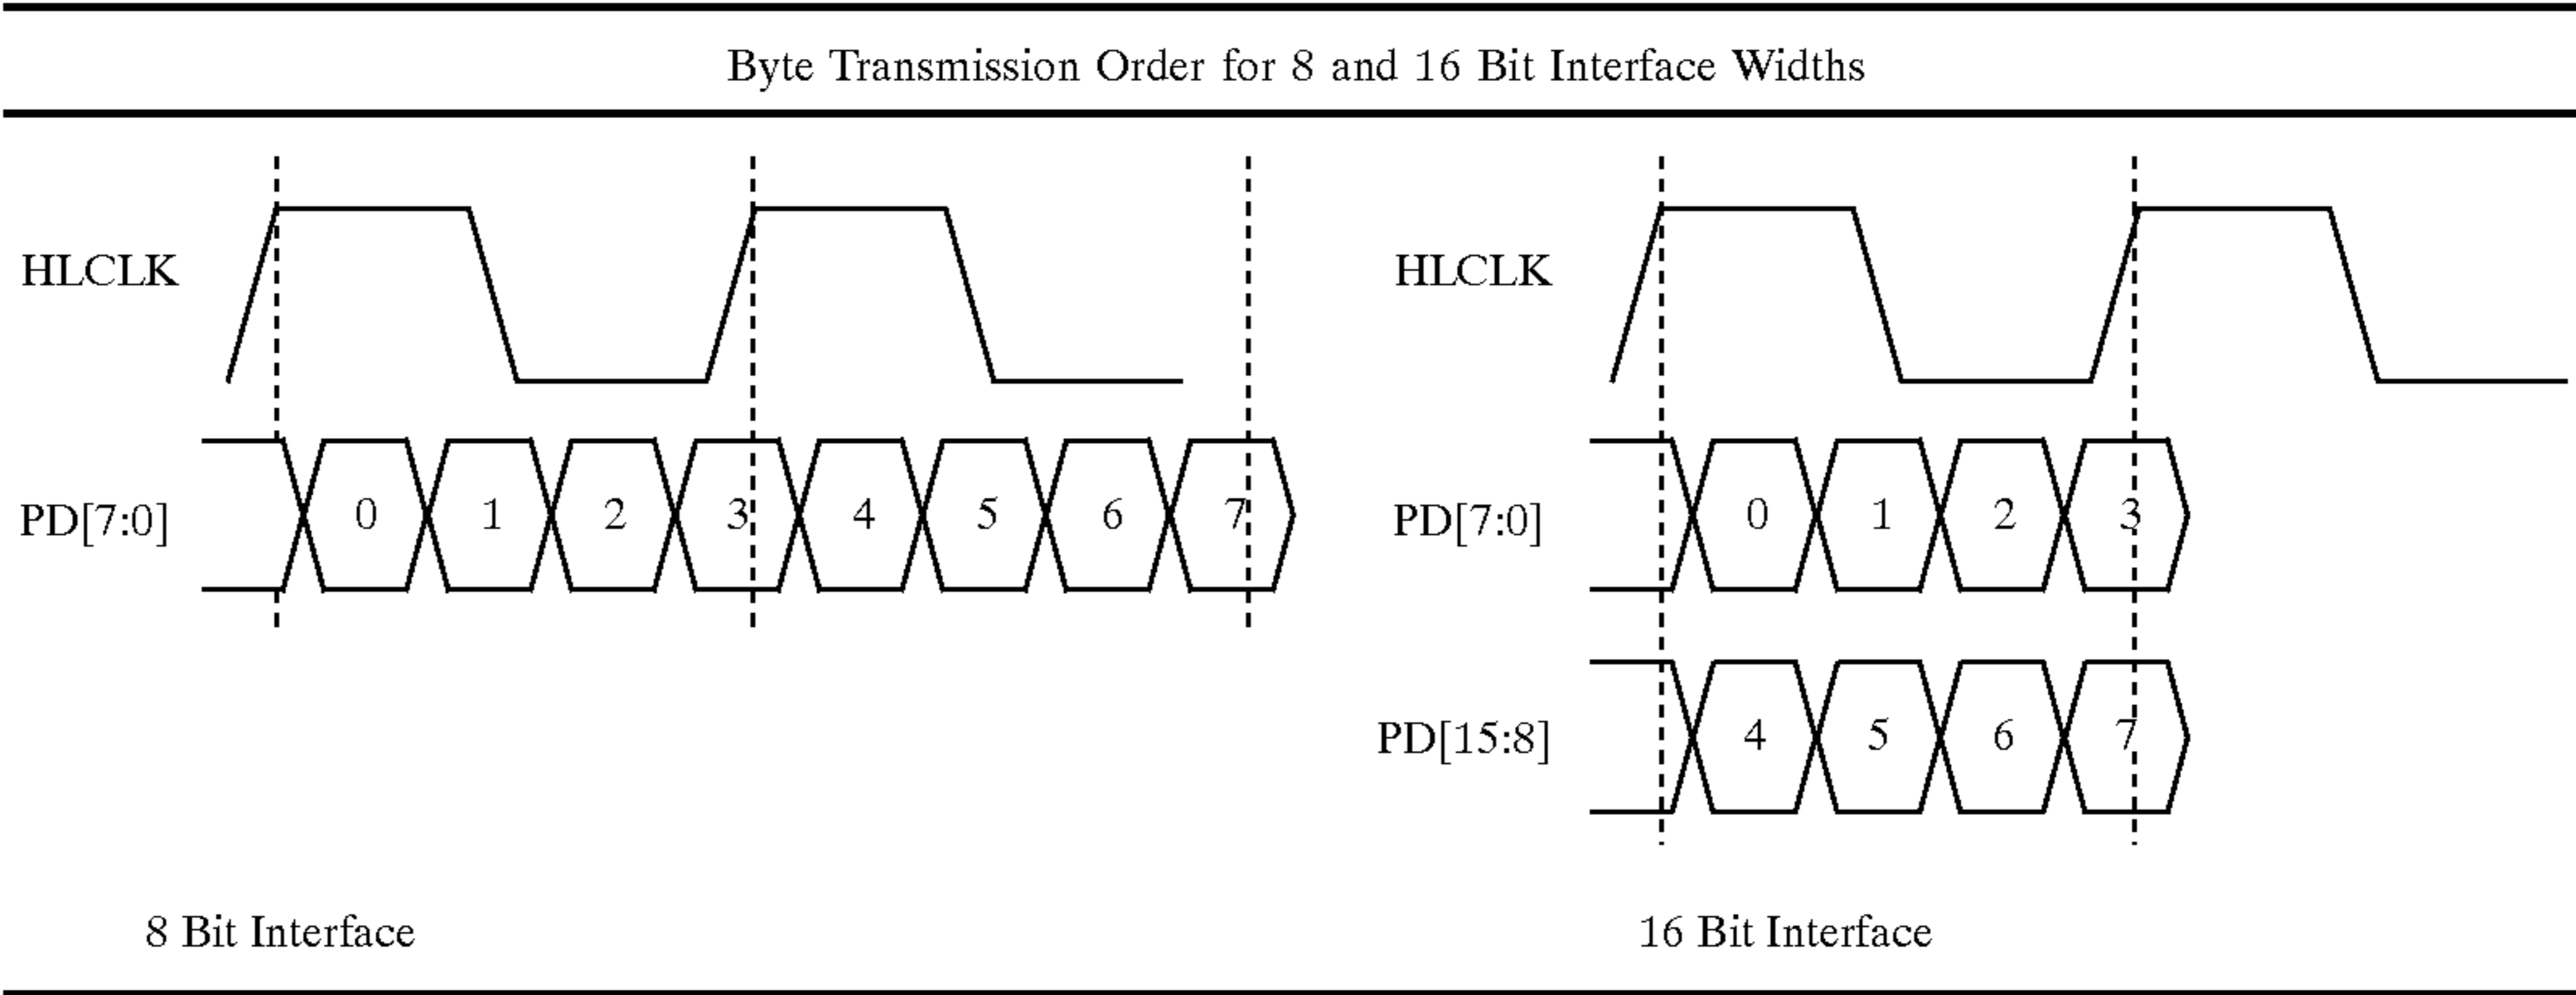 Byte Transmission Order for 8 and 16 Bit Interface Widths
HLCLK
PD[7:0]
0 1 2 3 4 5 6 7
8 Bit Interface
HLCLK
PD[7:0]
0 1 2 3
PD[15:8]
4 5 6 7
16 Bit Interface